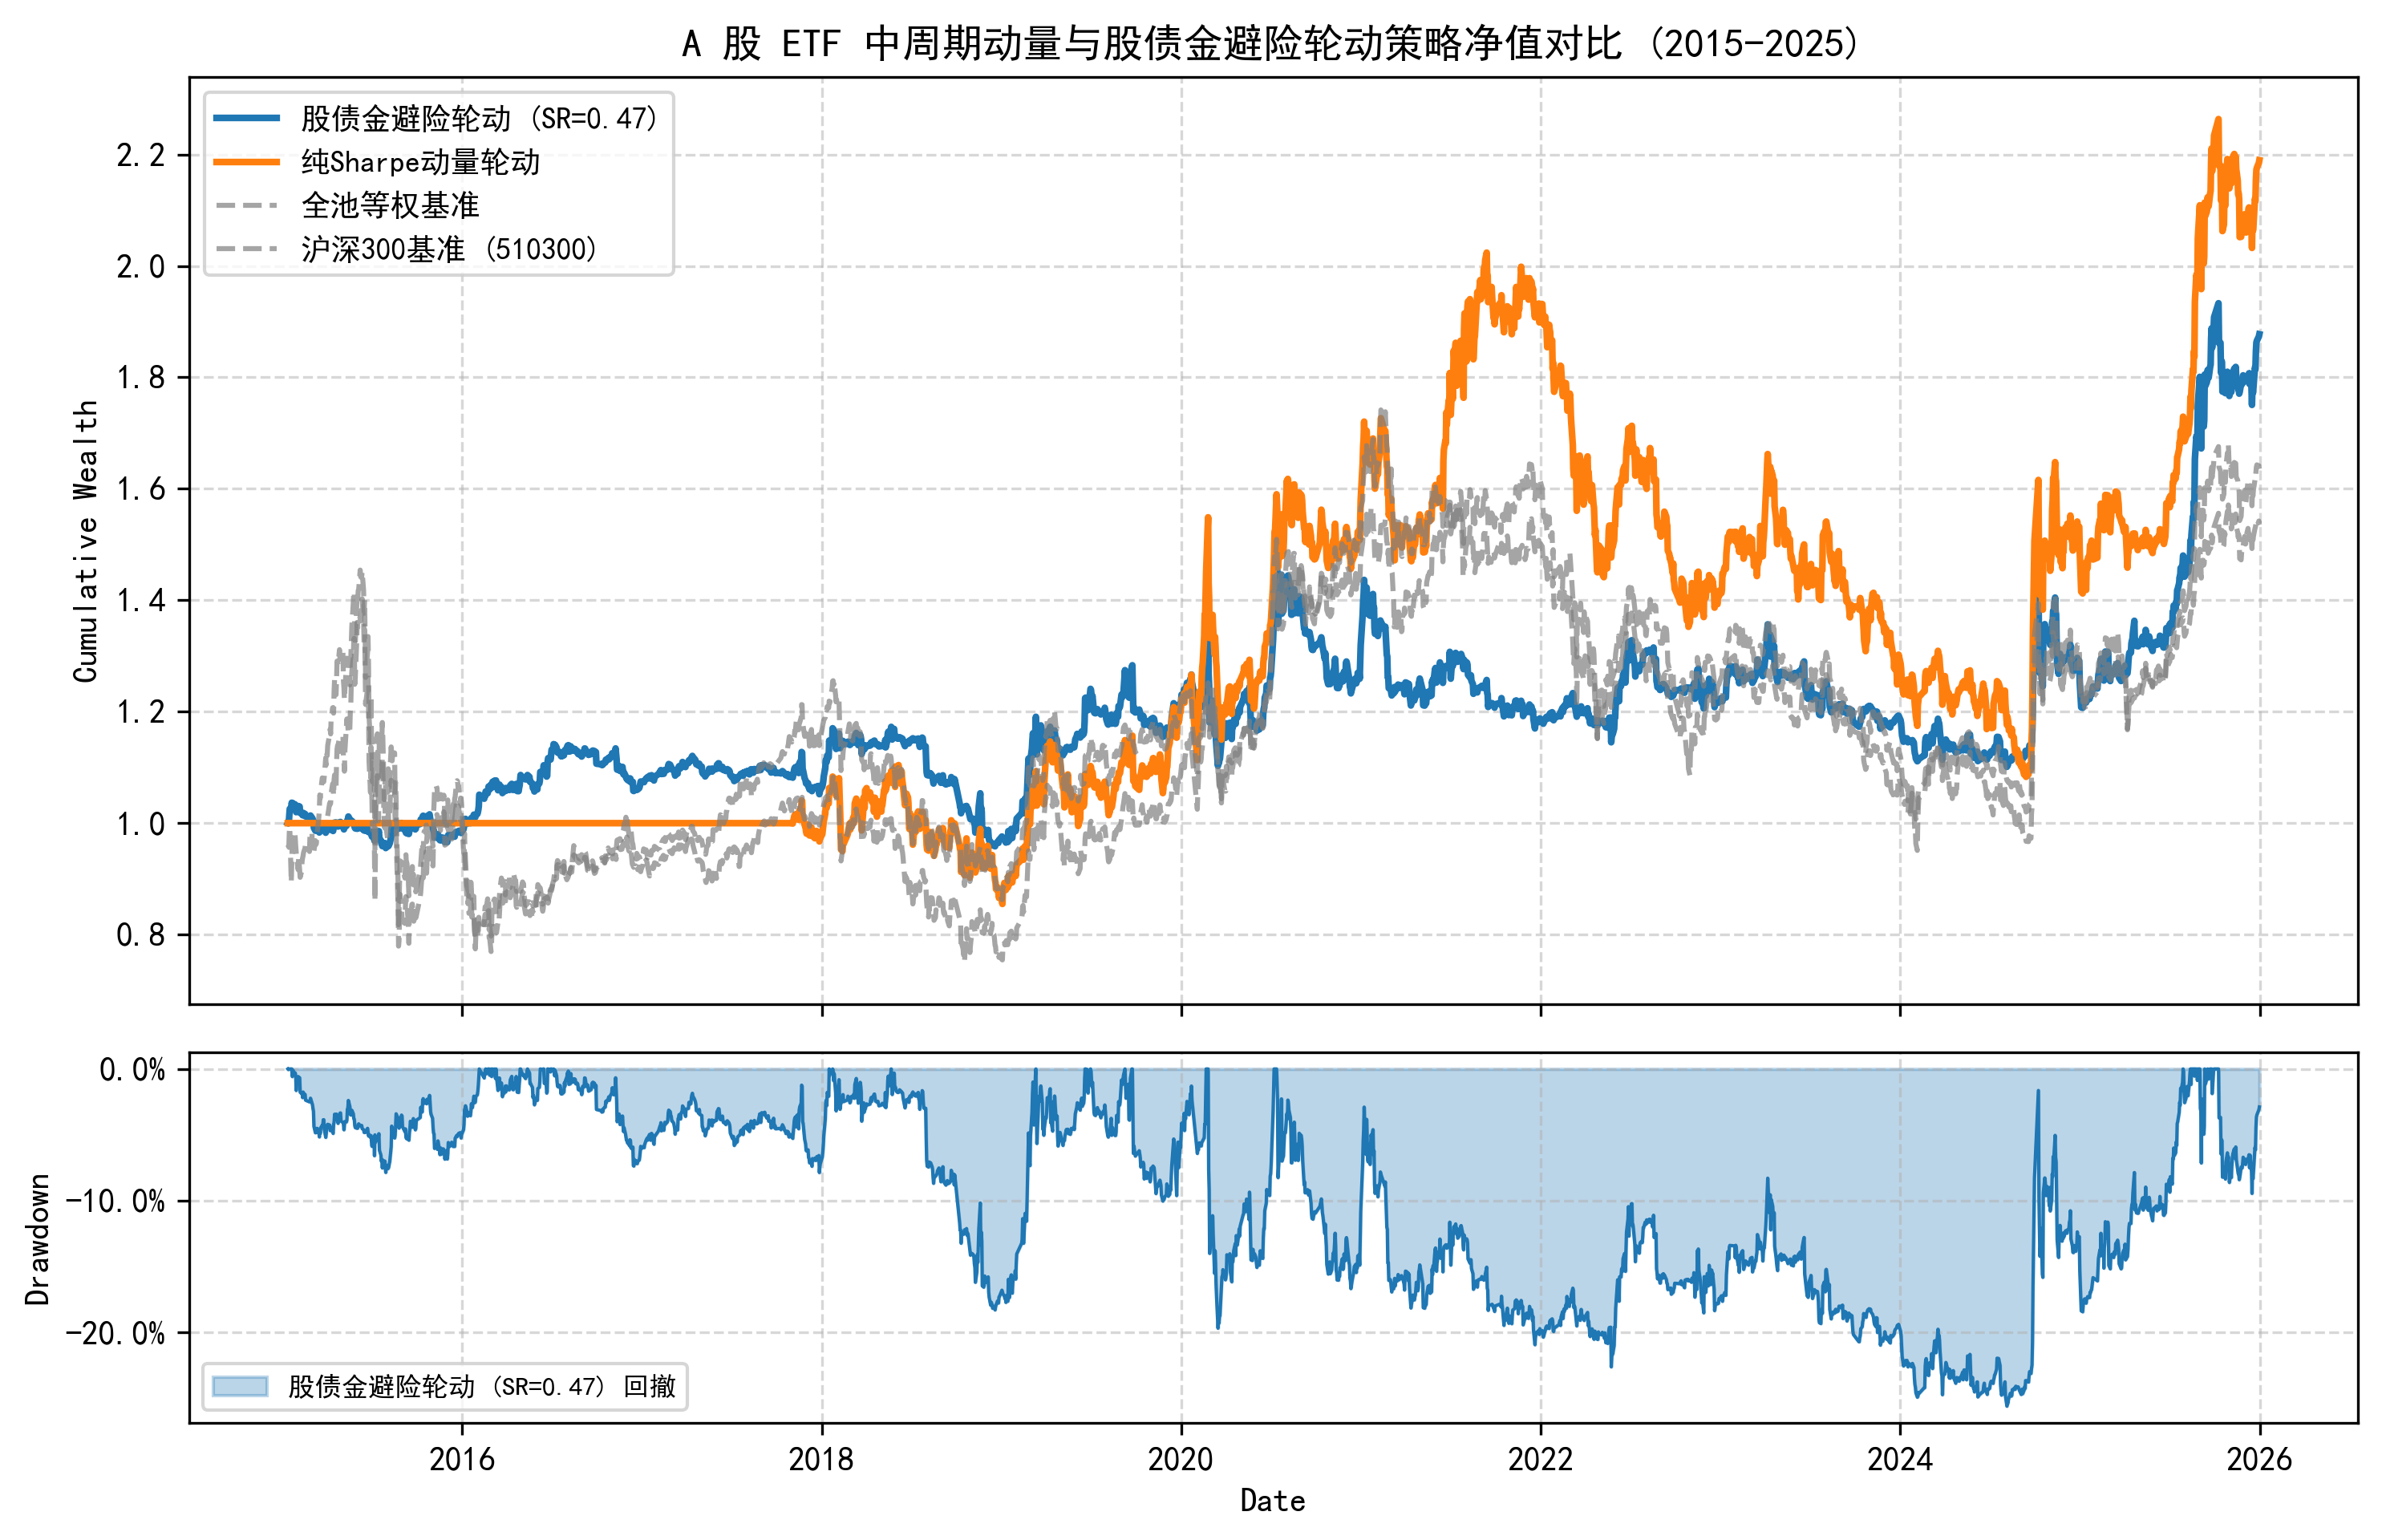 A 股 ETF 中周期动量与股债金避险轮动策略净值对比 (2015-2025)
股债金避险轮动 (SR=0.47)
纯Sharpe动量轮动
全池等权基准
沪深300基准 (510300)
Cumulative Wealth
2.2
2.0
1.8
1.6
1.4
1.2
1.0
0.8
0.0%
-10.0%
-20.0%
Drawdown
股债金避险轮动 (SR=0.47) 回撤
2016
2018
2020
2022
2024
2026
Date